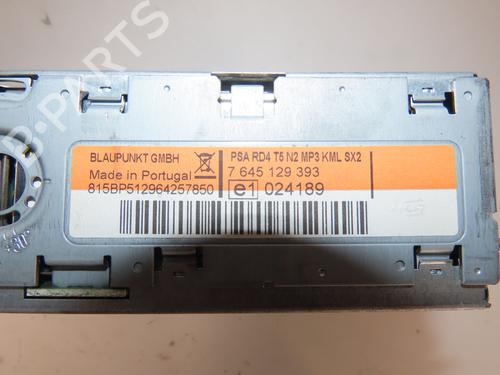 B-PARTS
BLAUPUNKT GMBH
Made in Portugal
815BP512964257850
PSA RD4 T5 N2 MP3 KML SX2
7 645 129 393
e1 024189